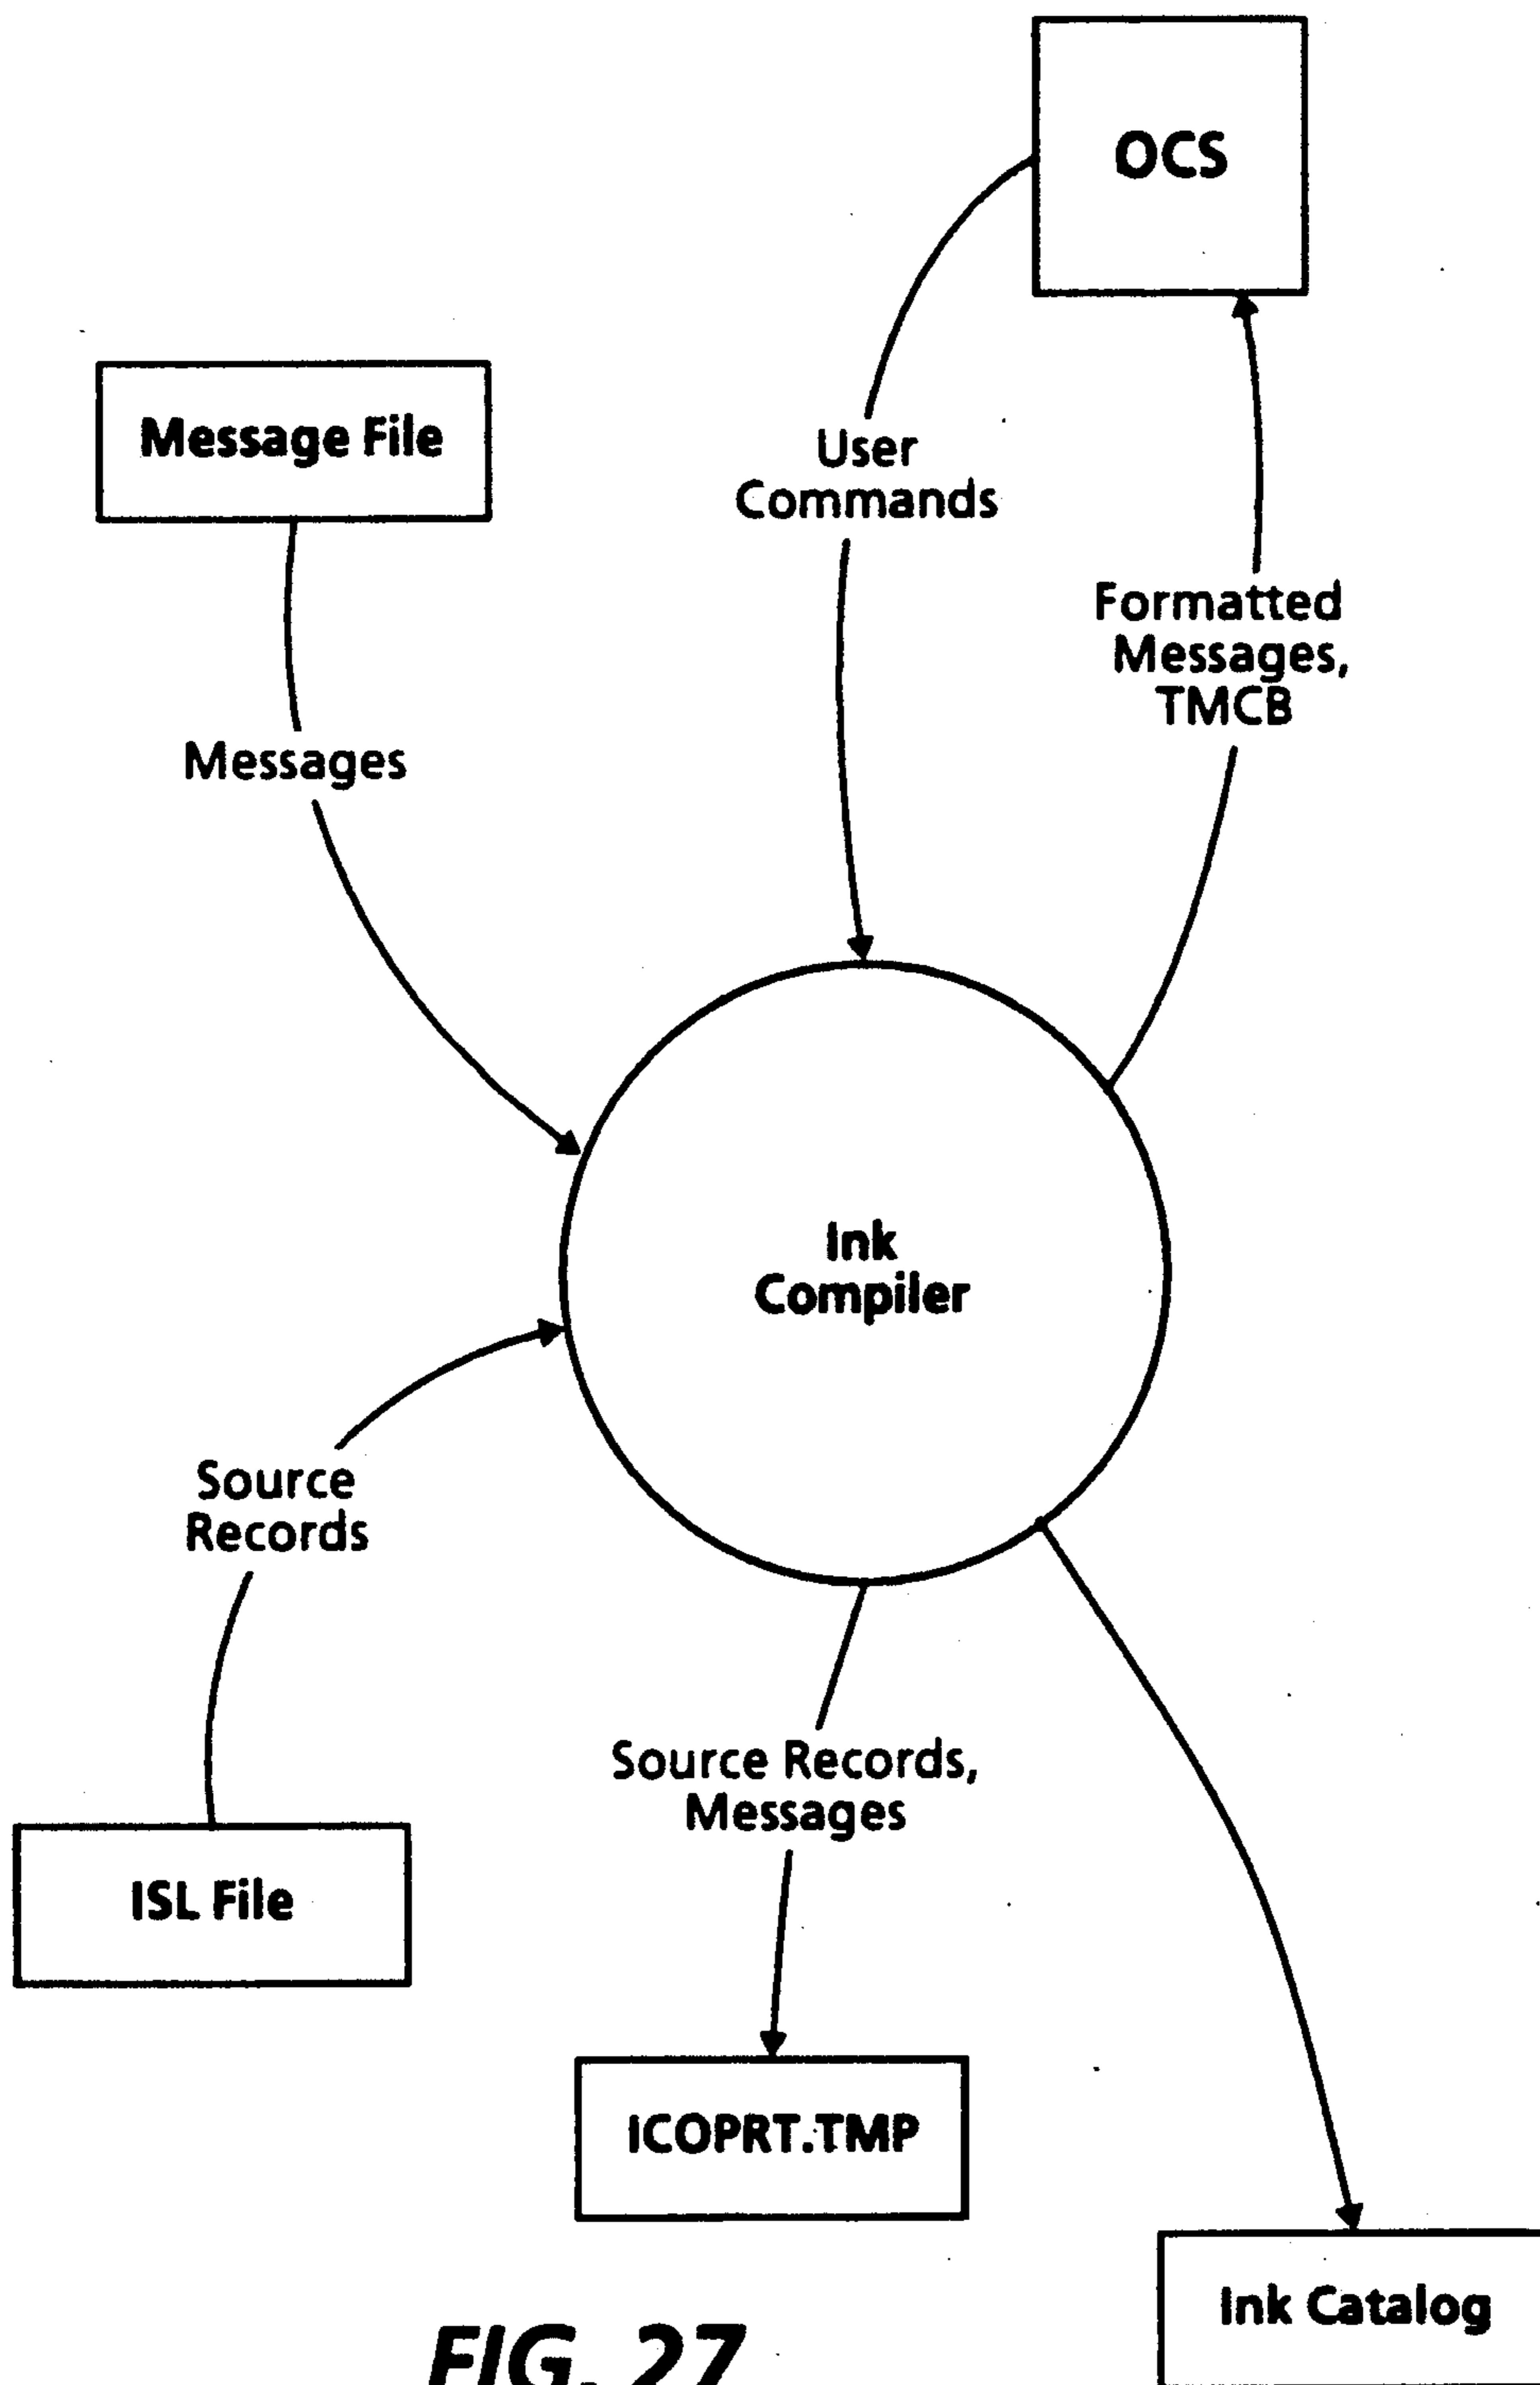 OCS
Message File
User
Commands
Formatted
Messages,
TMCB
Messages
Ink
Compiler
Source
Records
Source Records,
Messages
ISL File
ICOPRT.TMP
Ink Catalog
FIG. 27